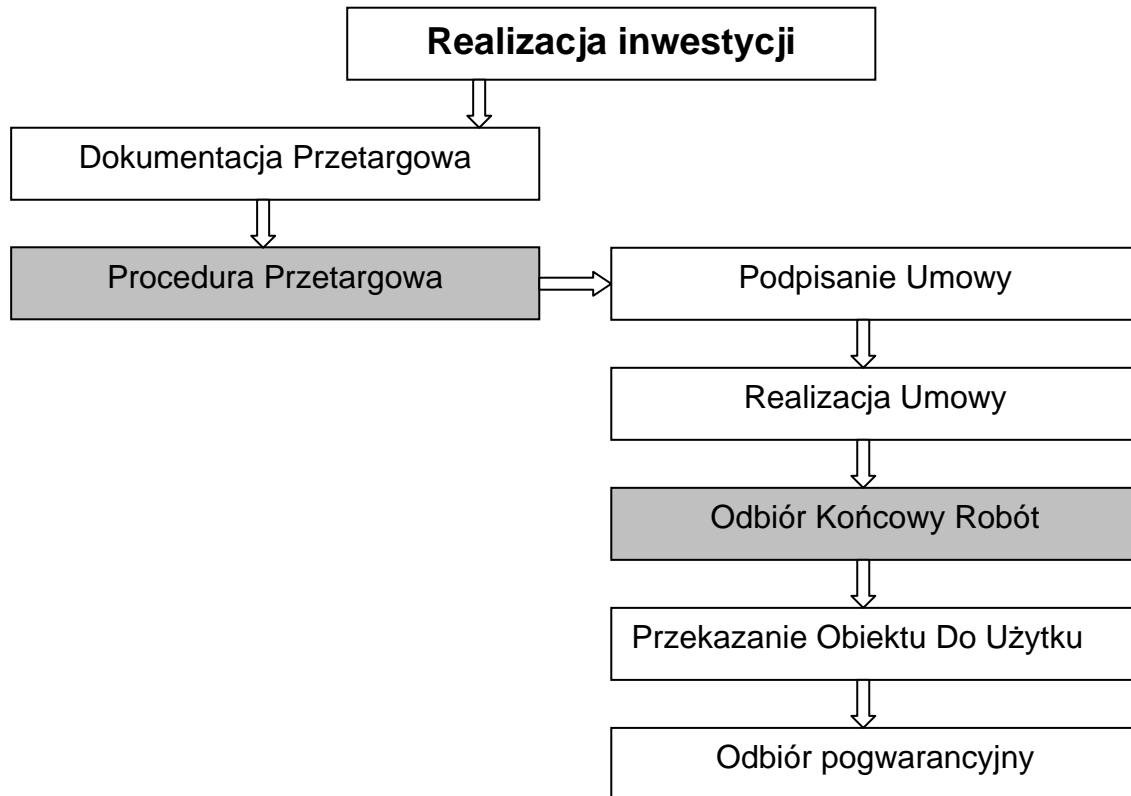 Realizacja inwestycji
Dokumentacja Przetargowa
Procedura Przetargowa
Podpisanie Umowy
Realizacja Umowy
Odbiór Końcowy Robót
Przekazanie Obiektu Do Użytku
Odbiór pogwarancyjny